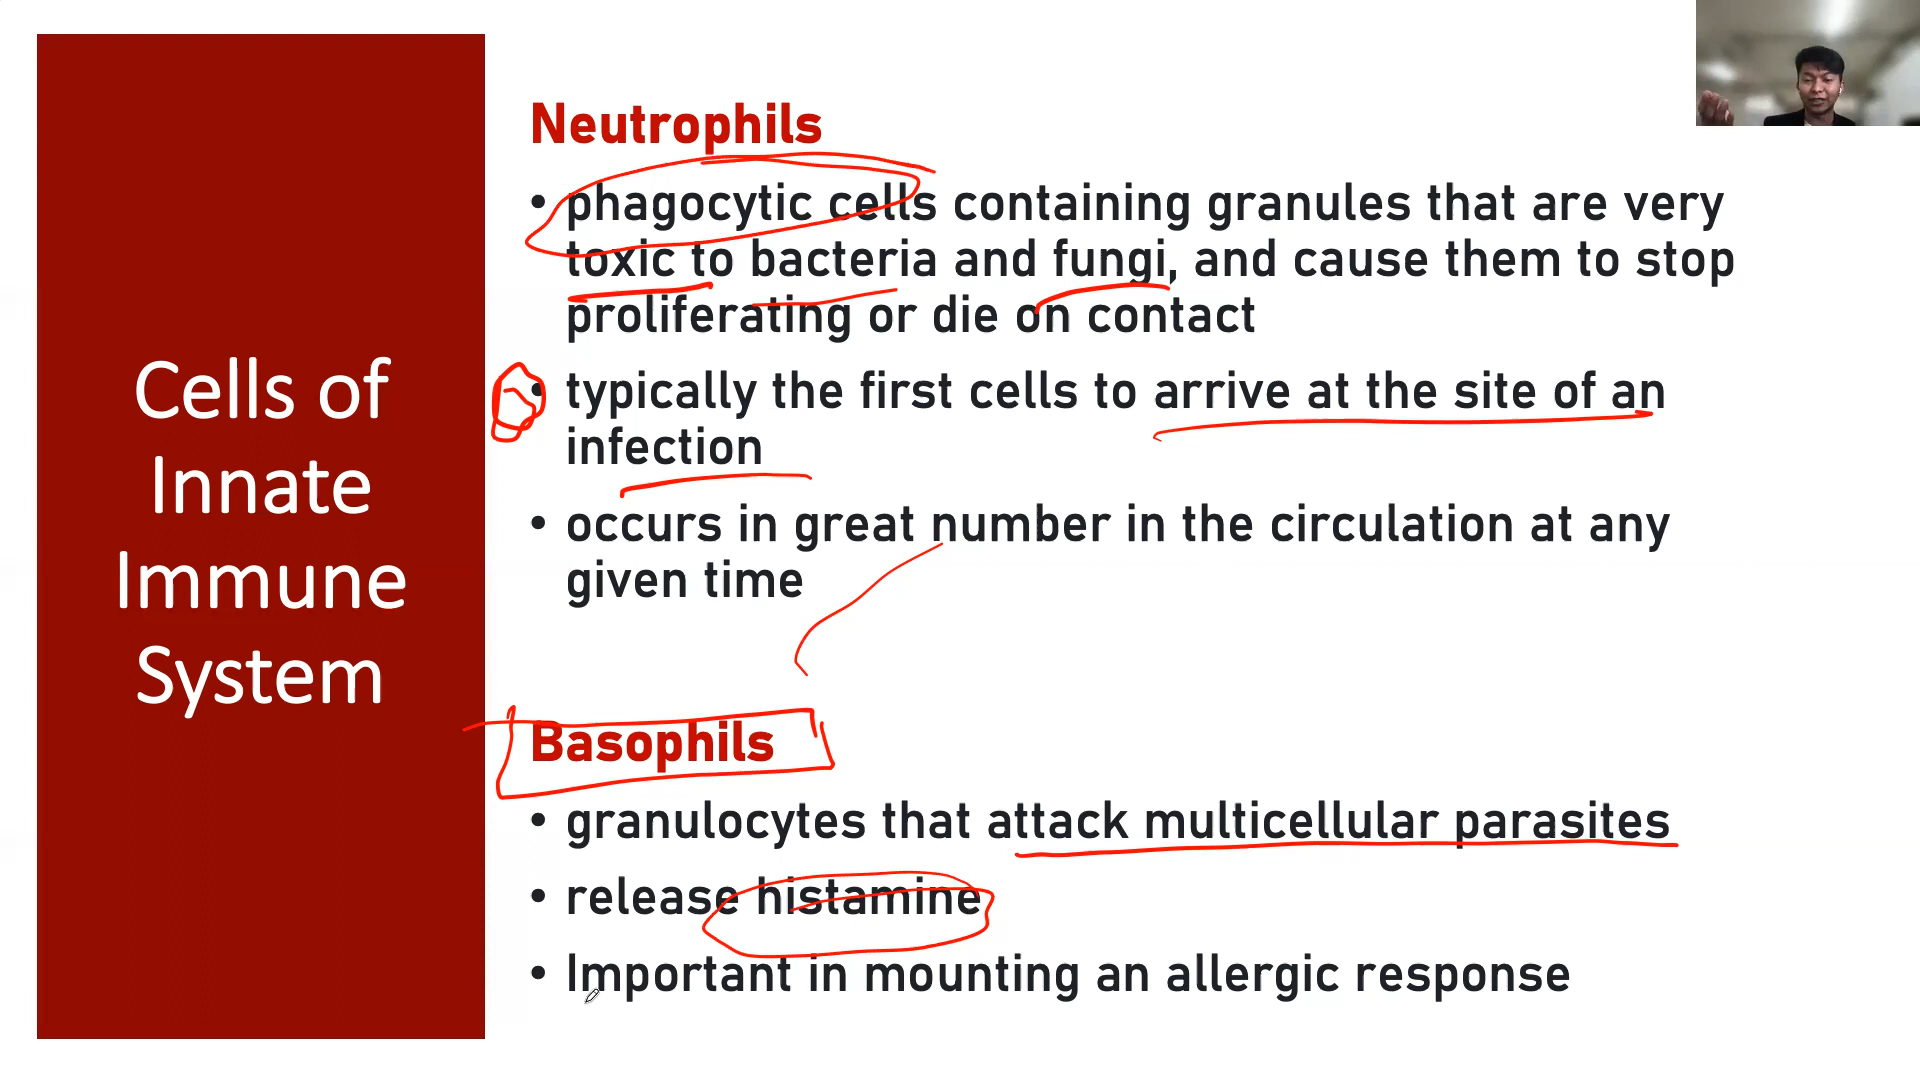 Cells of
Innate
Immune
System
Neutrophils
• phagocytic cells containing granules that are very
toxic to bacteria and fungi, and cause them to stop
proliferating or die on contact
• typically the first cells to arrive at the site of an
infection
• occurs in great number in the circulation at any
given time
Basophils
• granulocytes that attack multicellular parasites
• release histamine
• Important in mounting an allergic response